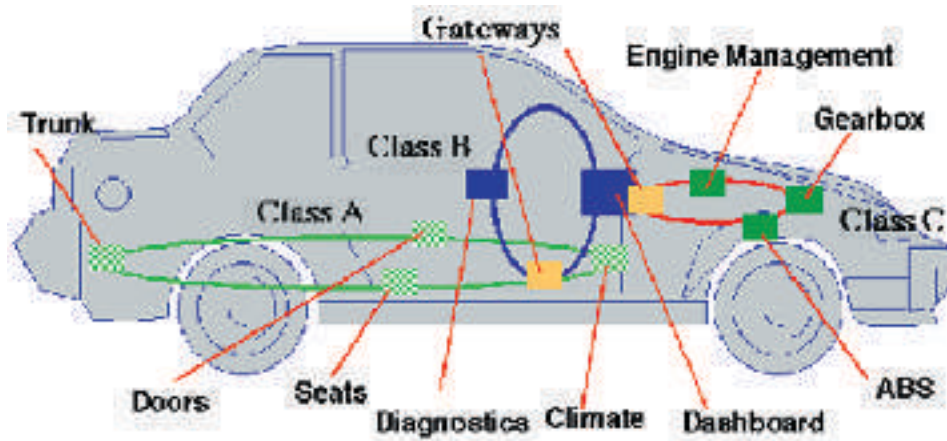 Gateways
Engine Management
Trunk
Gearbox
Class B
Class A
Class C
Doors
Seats
Diagnostics
Climate
Dashboard
ABS